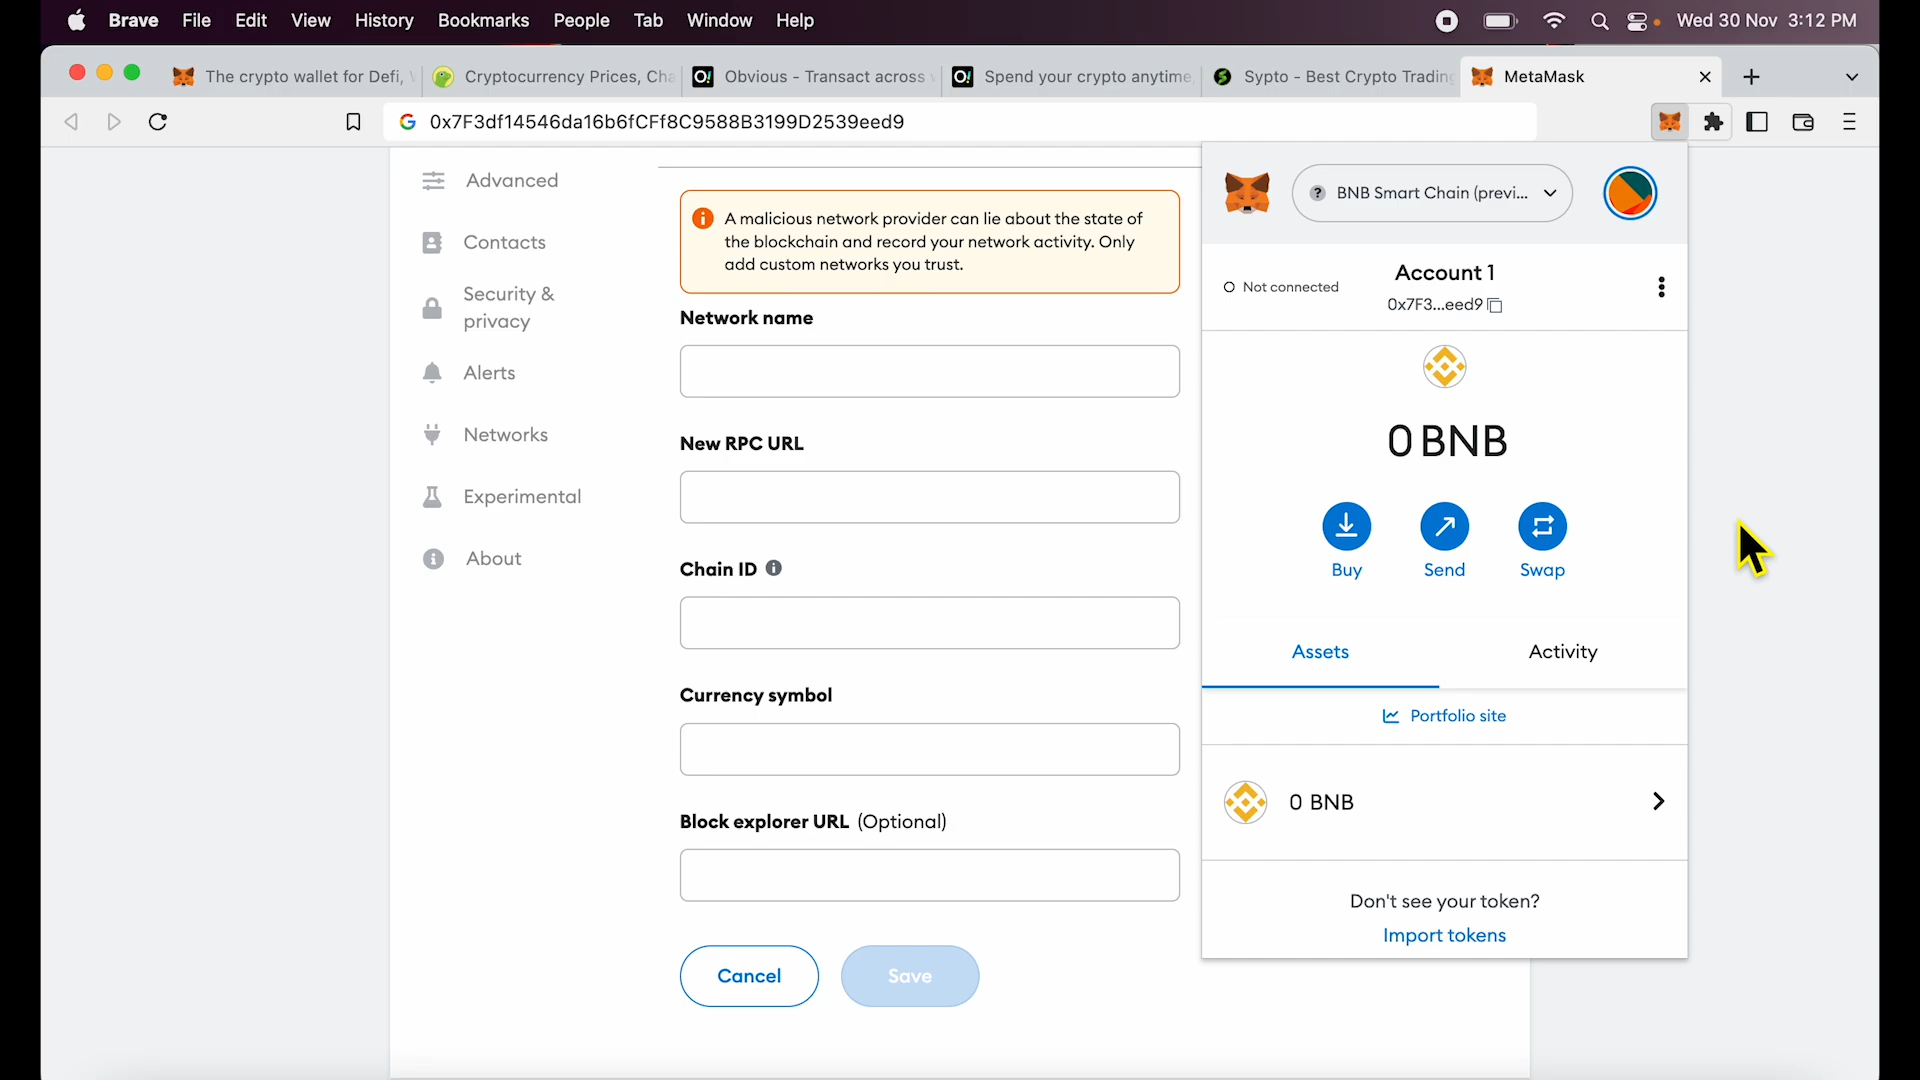 Brave File Edit View History Bookmarks People Tab Window Help
Wed 30 Nov 3:12 PM
The crypto wallet for Defi,
Cryptocurrency Prices, Cha
Obvious - Transact across
Spend your crypto anytime,
Sypto - Best Crypto Trading
MetaMask
0x7F3df14546da16b6fCFf8C9588B3199D2539eed9
Advanced
Contacts
Security &
privacy
Alerts
Networks
Experimental
About
A malicious network provider can lie about the state of
the blockchain and record your network activity. Only
add custom networks you trust.
Network name
New RPC URL
Chain ID
Currency symbol
Block explorer URL (Optional)
Cancel
Save
BNB Smart Chain (previ...
Not connected
Account 1
0x7F3...eed9
0 BNB
Buy
Send
Swap
Assets
Activity
Portfolio site
0 BNB
Don't see your token?
Import tokens